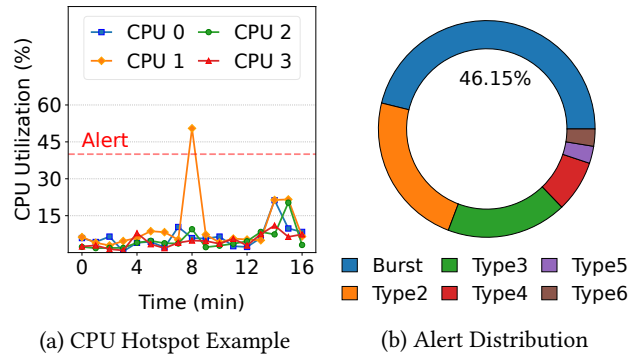 CPU 0
CPU 2
CPU 1
CPU 3
CPU Utilization (%)
60
45
30
15
Alert
0
4
8
12
16
Time (min)
(a) CPU Hotspot Example
46.15%
Burst
Type3
Type5
Type2
Type4
Type6
(b) Alert Distribution